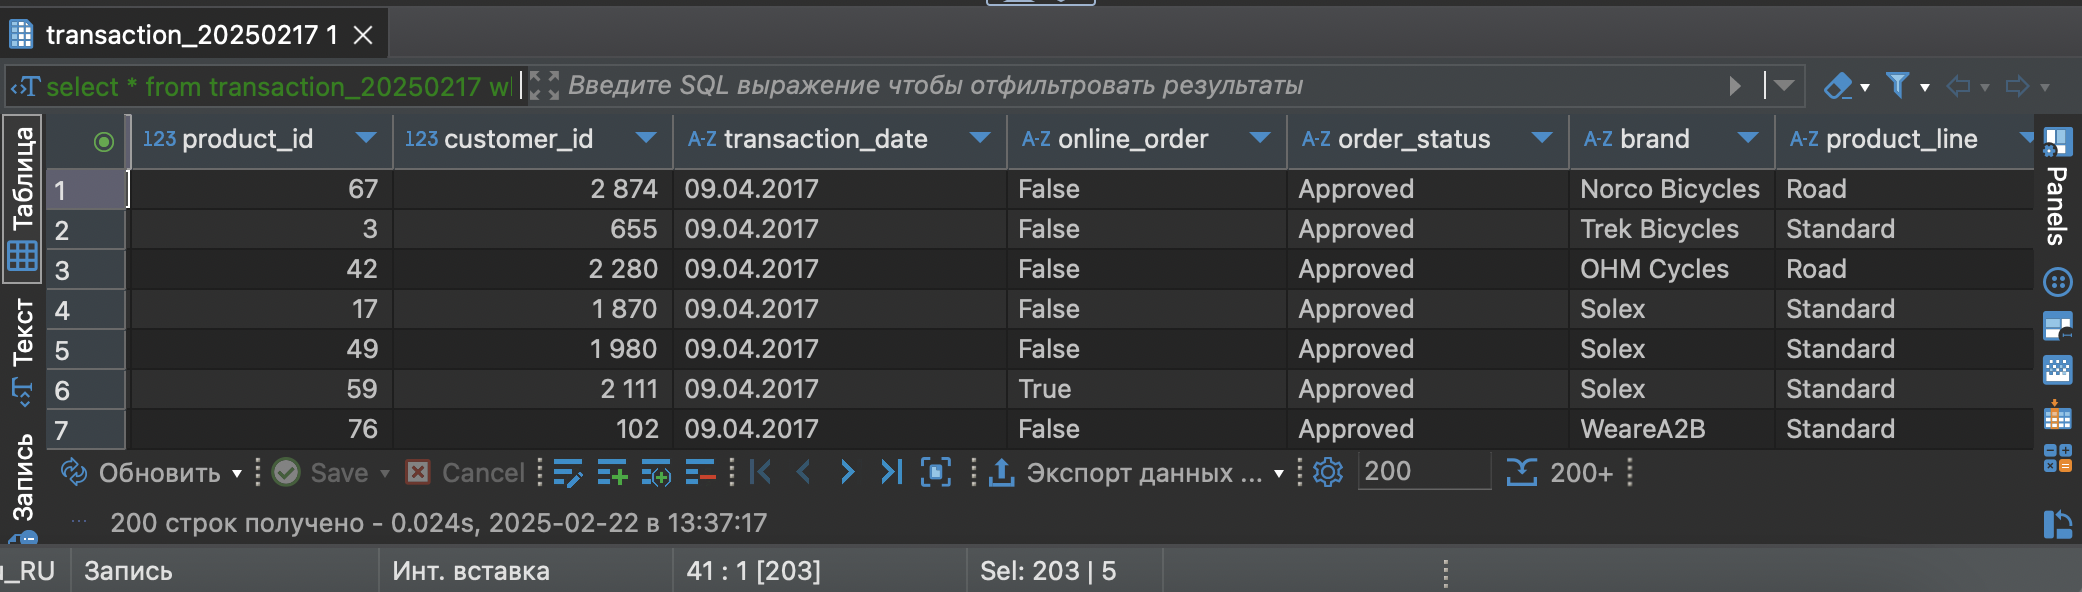 transaction_20250217 1
select * from transaction_20250217 w Введите SQL выражение чтобы отфильтровать результаты
Таблица
Текст
Запись
123 product_id A-Z 123 customer_id A-Z transaction_date A-Z online_order A-Z order_status A-Z brand A-Z product_line
1 67 2 874 09.04.2017 False Approved Norco Bicycles Road
2 3 655 09.04.2017 False Approved Trek Bicycles Standard
3 42 2 280 09.04.2017 False Approved OHM Cycles Road
4 17 1 870 09.04.2017 False Approved Solex Standard
5 49 1 980 09.04.2017 False Approved Solex Standard
6 59 2 111 09.04.2017 True Approved Solex Standard
7 76 102 09.04.2017 False Approved WeareA2B Standard
Panels
Обновить Save Cancel Экспорт данных ... 200 200+
200 строк получено - 0.024s, 2025-02-22 в 13:37:17
_RU Запись Инт. вставка 41 : 1 [203] Sel: 203 | 5